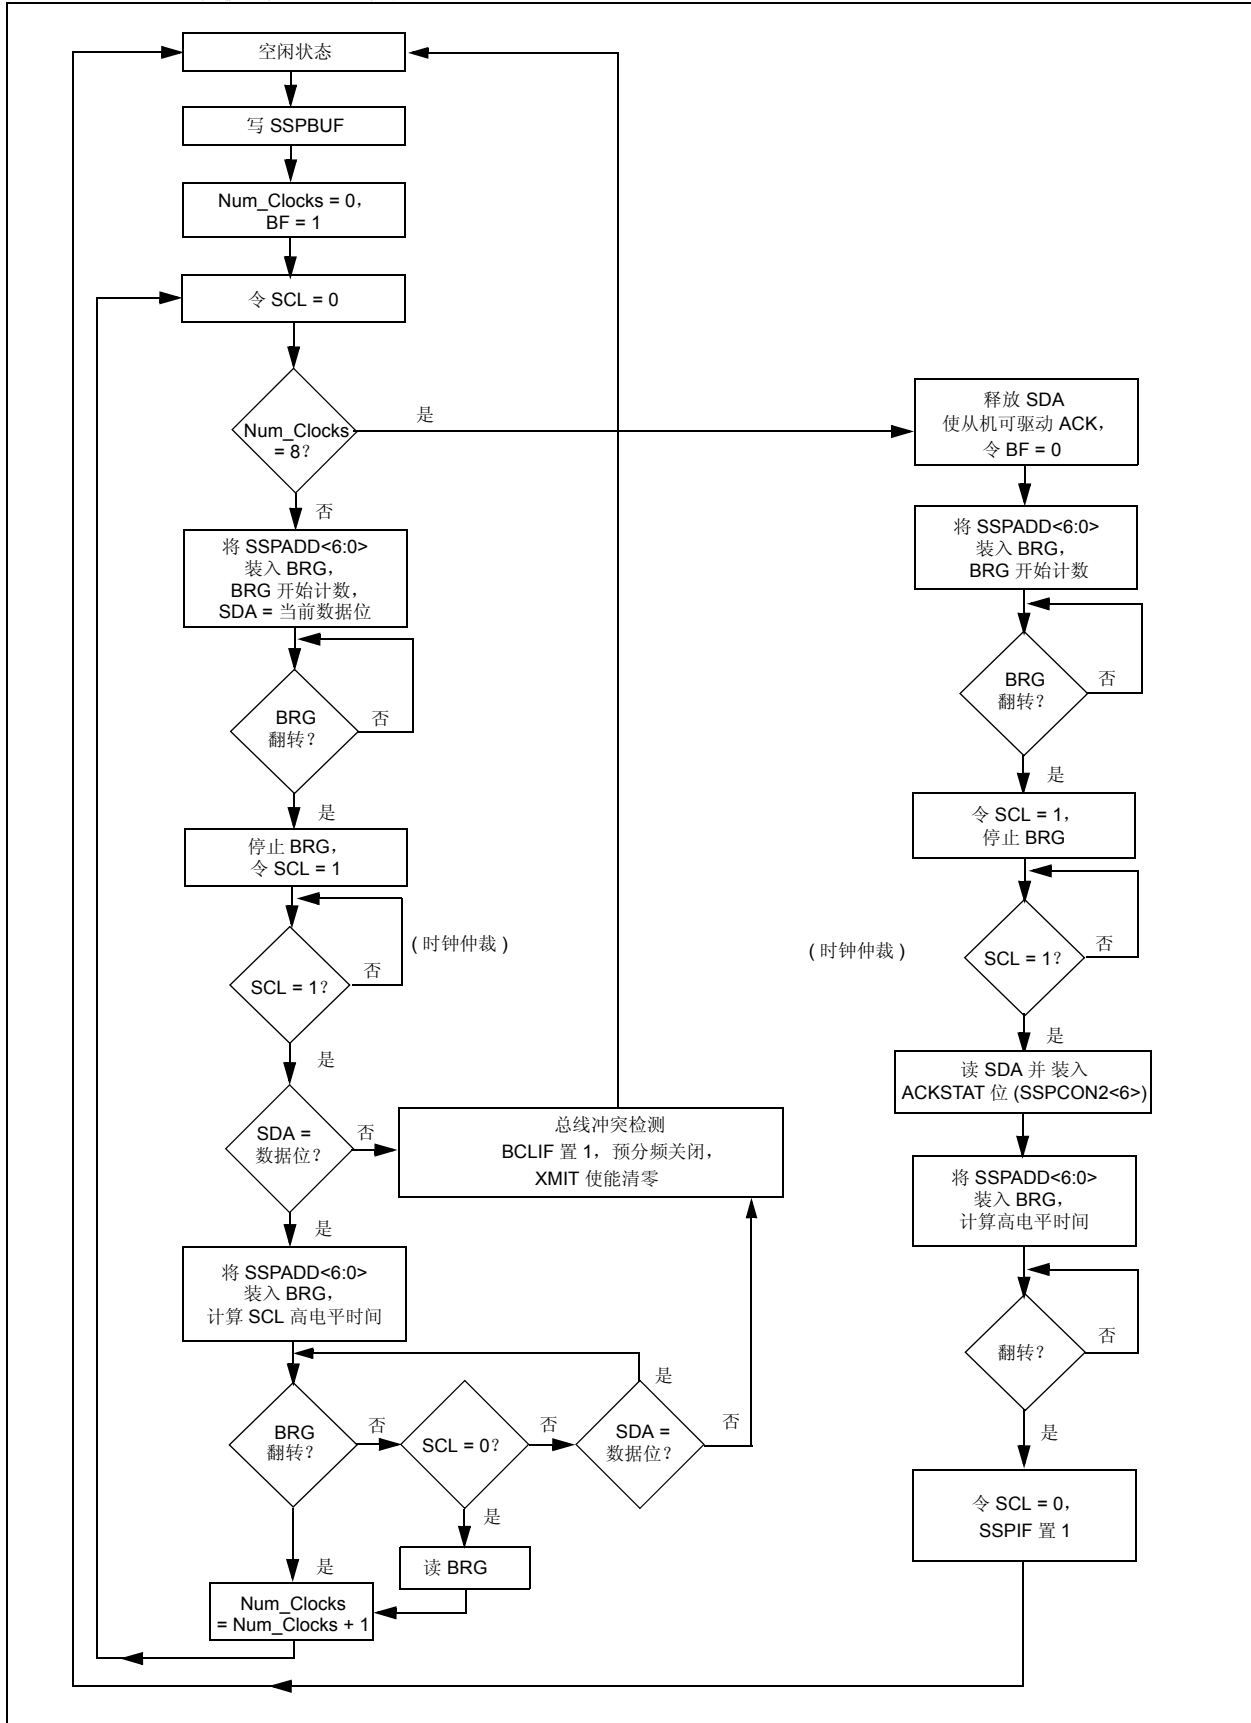 空闲状态
写 SSPBUF
Num_Clocks = 0，
BF = 1
令 SCL = 0
Num_Clocks
= 8？
是
否
将 SSPADD<6:0>
装入 BRG，
BRG 开始计数，
SDA = 当前数据位
BRG
翻转？
否
是
停止 BRG，
令 SCL = 1
SCL = 1？
否
( 时钟仲裁 )
是
SDA =
数据位？
否
是
总线冲突检测
BCLIF 置 1，预分频关闭，
XMIT 使能清零
将 SSPADD<6:0>
装入 BRG，
计算 SCL 高电平时间
BRG
翻转？
否
SCL = 0？
否
SDA =
数据位？
是
否
是
读 BRG
是
Num_Clocks
= Num_Clocks + 1
释放 SDA
使从机可驱动 ACK，
令 BF = 0
将 SSPADD<6:0>
装入 BRG，
BRG 开始计数
BRG
翻转？
否
是
令 SCL = 1，
停止 BRG
( 时钟仲裁 )
SCL = 1？
否
是
读 SDA 并 装入
ACKSTAT 位 (SSPCON2<6>)
将 SSPADD<6:0>
装入 BRG，
计算高电平时间
翻转？
否
是
令 SCL = 0，
SSPIF 置 1